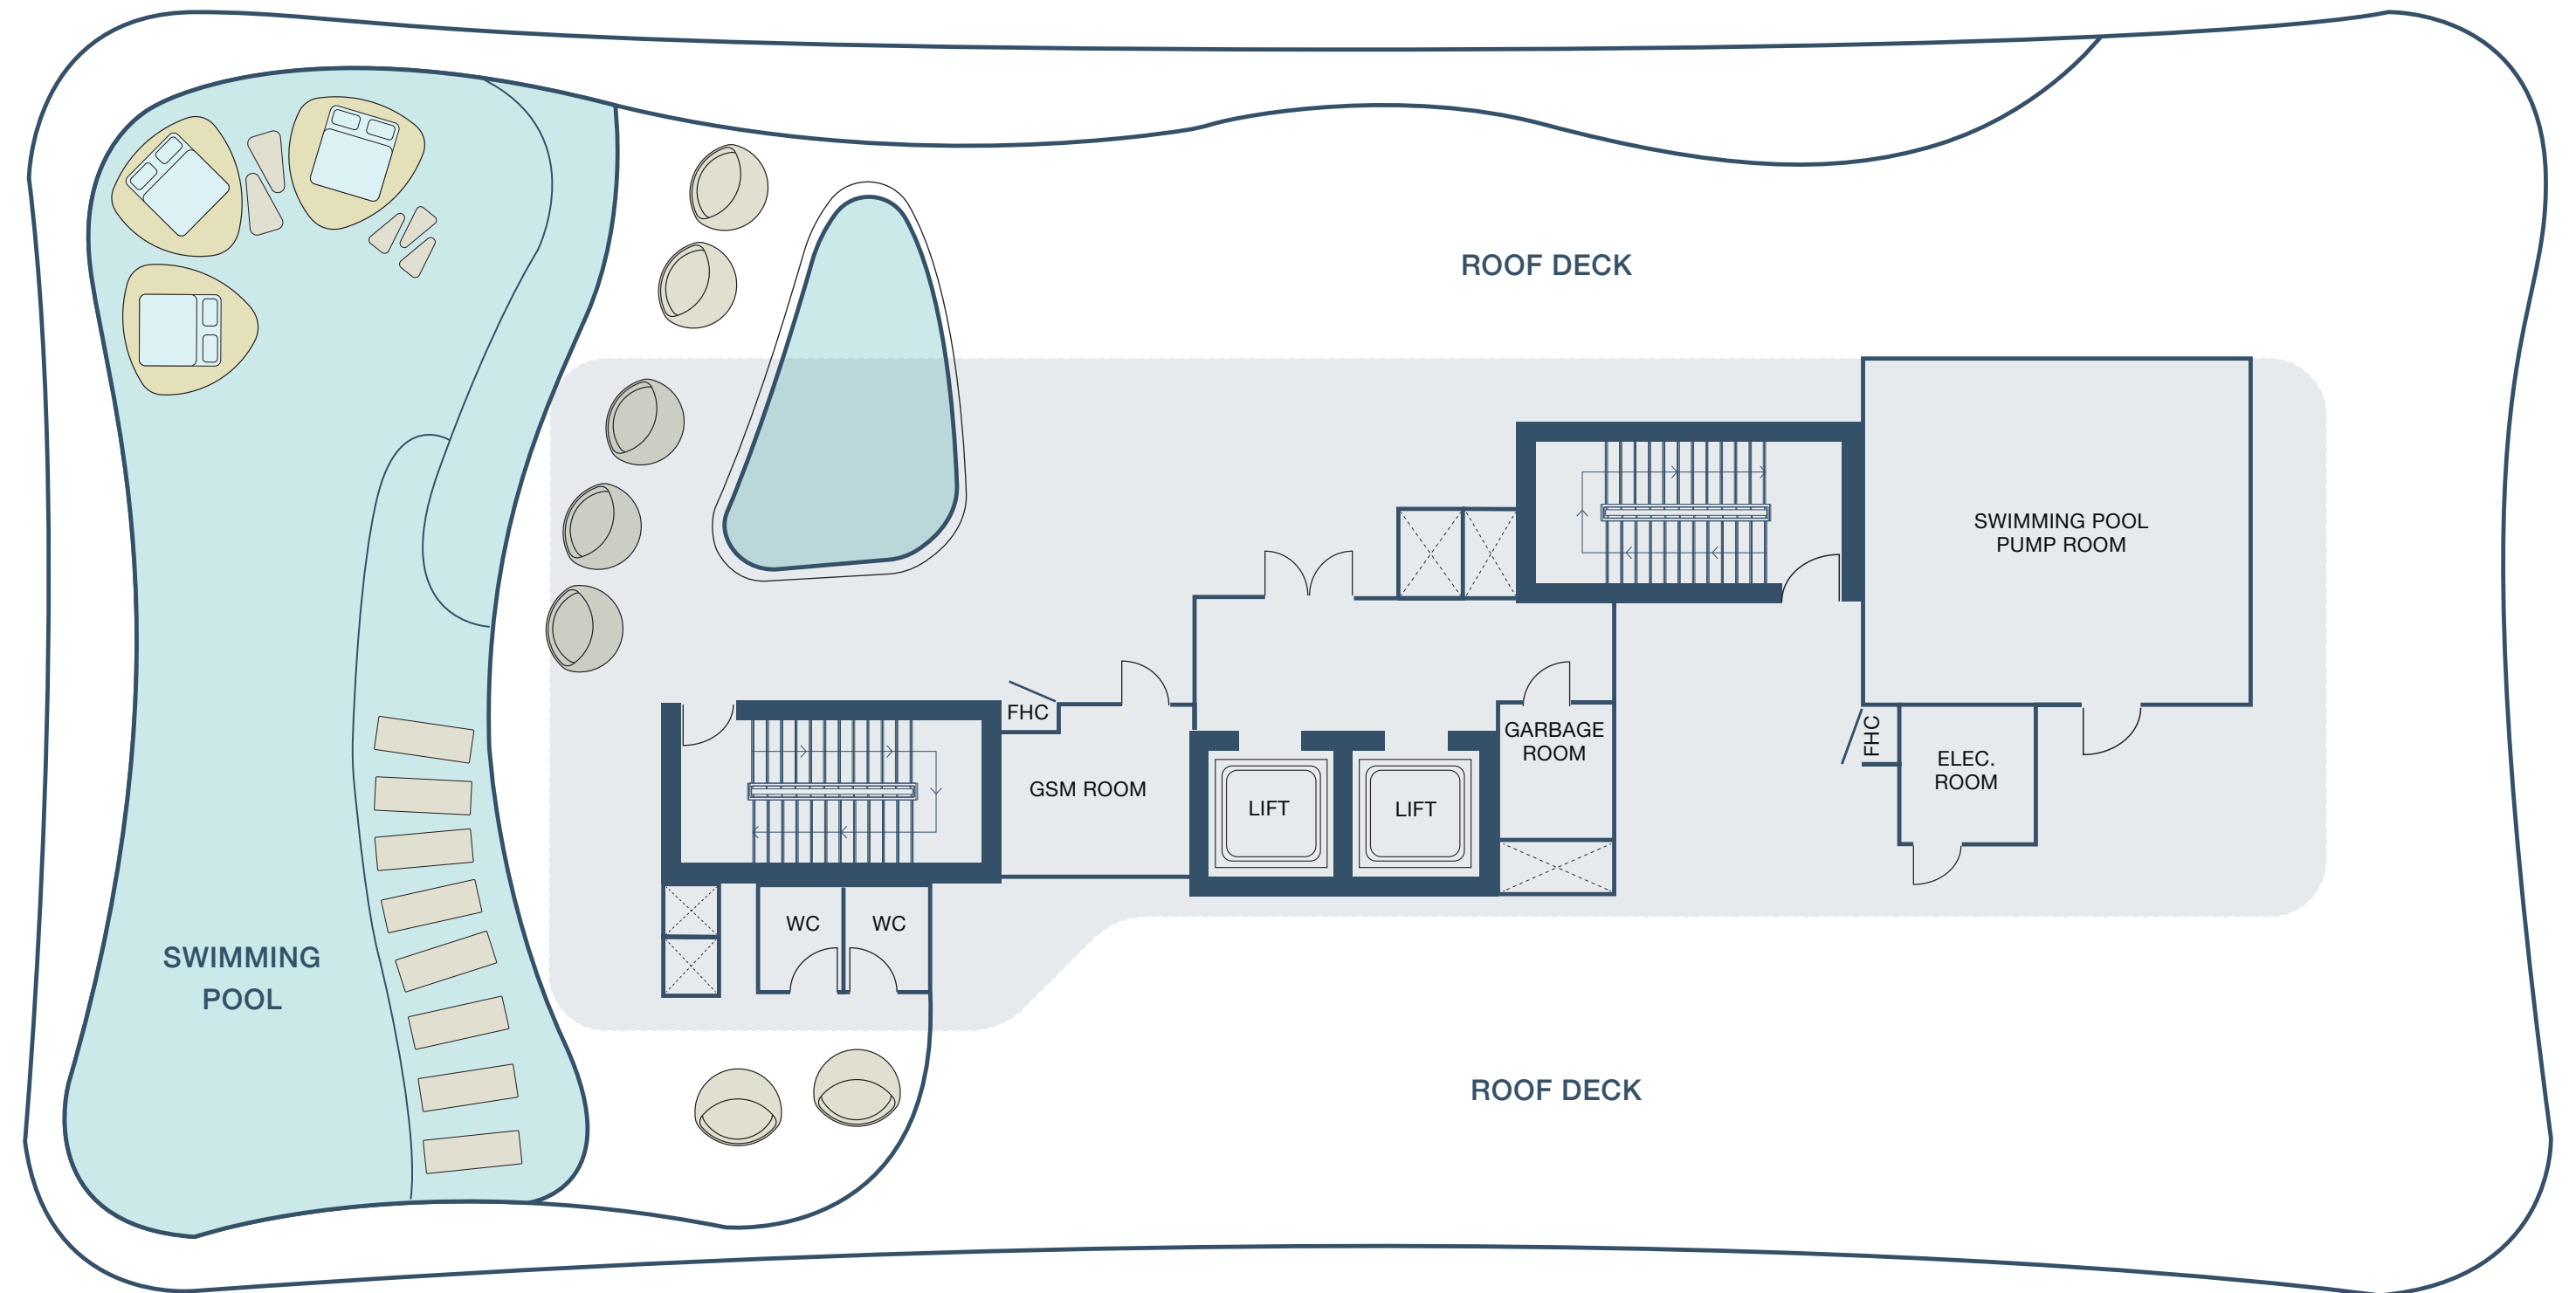 ROOF DECK
SWIMMING POOL
PUMP ROOM
FHC
GSM ROOM
LIFT
LIFT
GARBAGE
ROOM
FHC
ELEC.
ROOM
WC
WC
SWIMMING
POOL
ROOF DECK